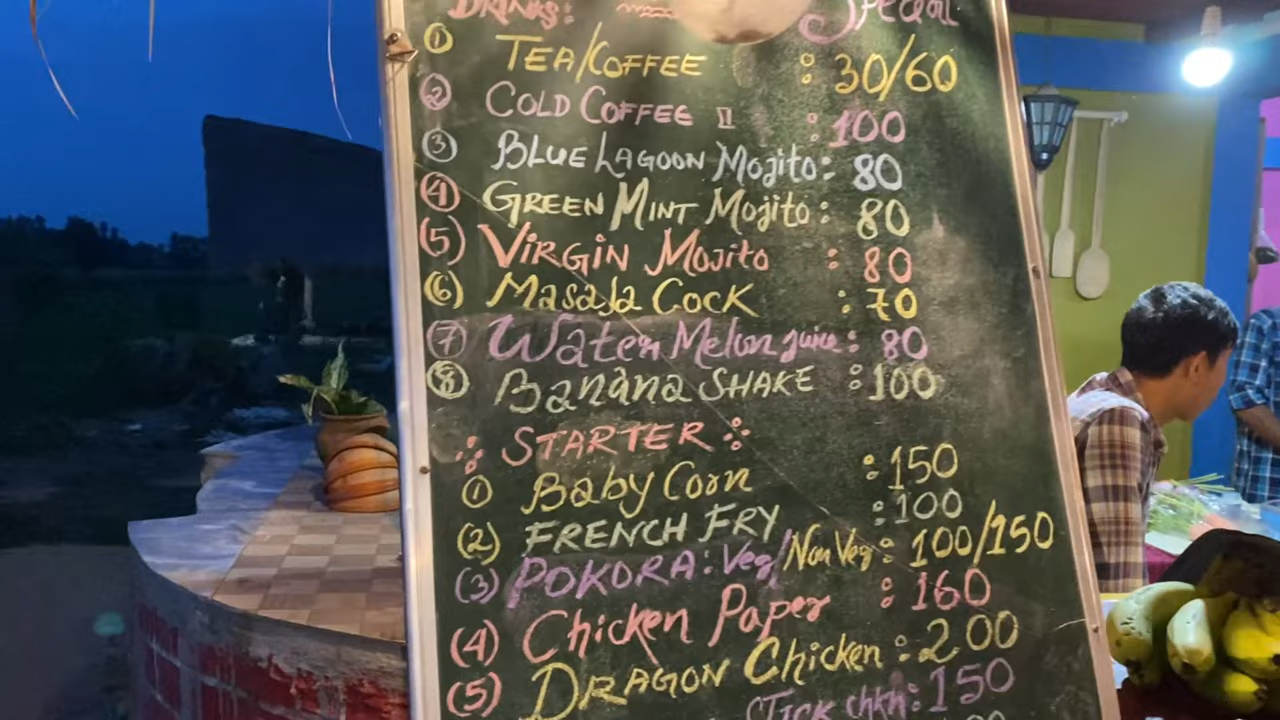 DRINKS: Special
① TEA/COFFEE : 30/60
② COLD COFFEE : 100
③ BLUE LAGOON Mojito: 80
④ GREEN MINT Mojito: 80
(5) VIRGIN Mojito : 80
(6) Masala COCK : 70
(7) Water Melon juice: 80
⑧ Banana SHAKE : 100
STARTER
① Baby Corn : 150
(2) FRENCH FRY : 100
(3) POKORA: Veg/Non Veg: 100/150
(4) Chicken Paper : 160
(5) DRAGON Chicken: 200
STICK chkn: 150